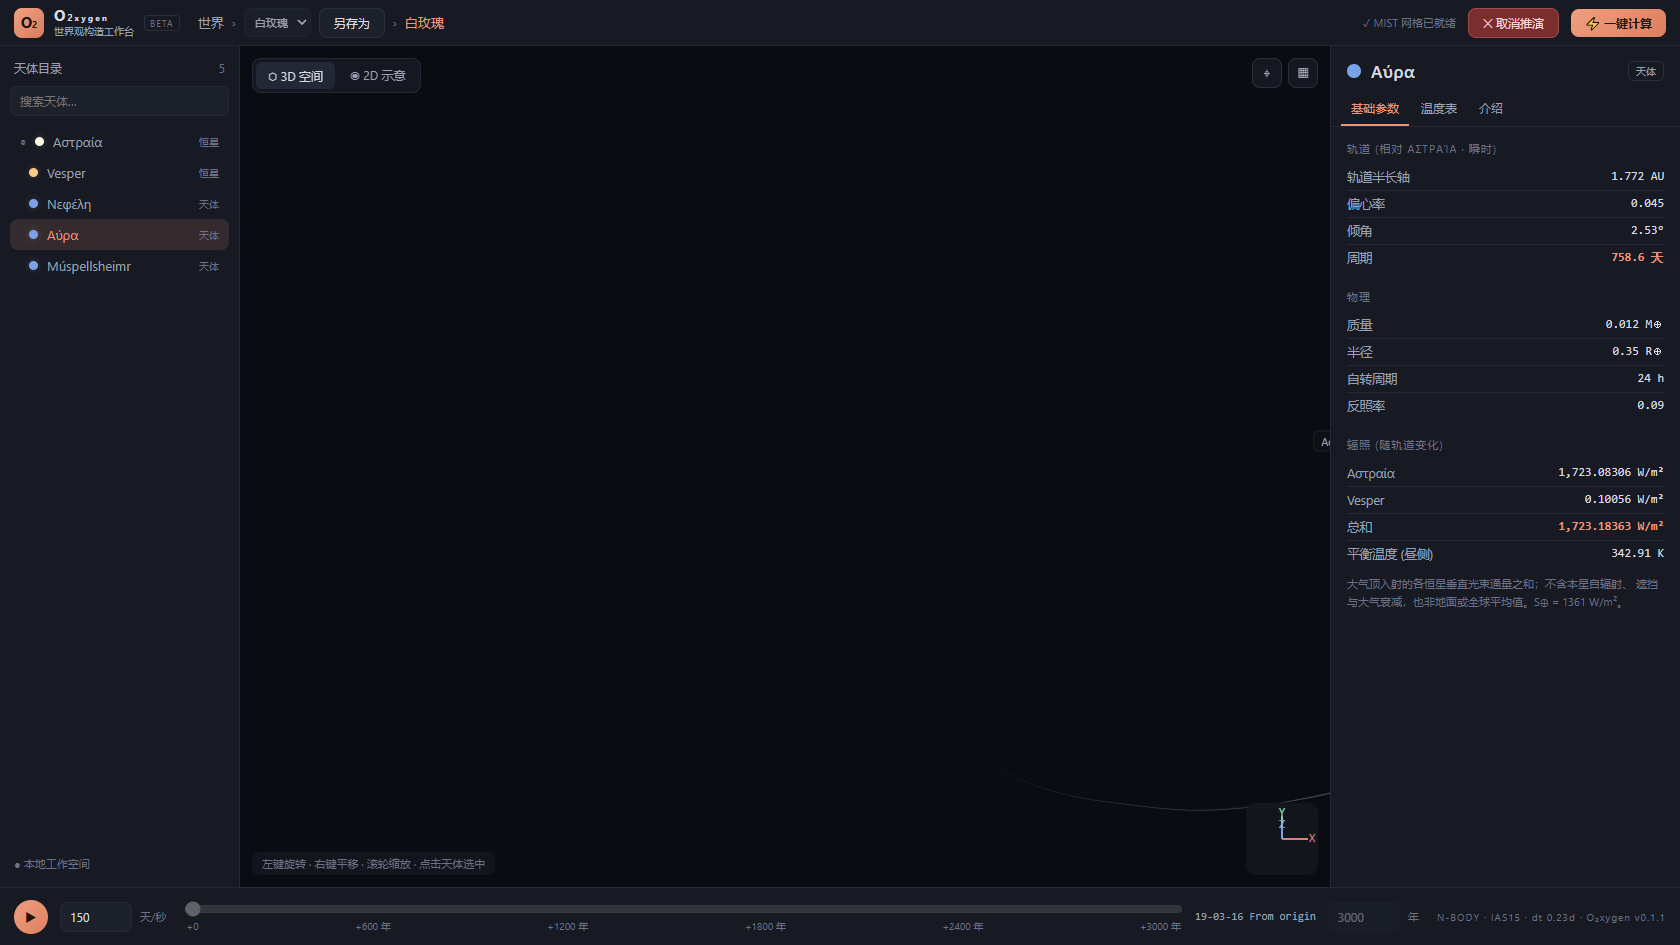 O₂ O₂xygen BETA 世界 › 白玫瑰 另存为 › 白玫瑰 ✓ MIST 网格已就绪 ✕ 取消推演 ⚡ 一键计算
世界观构造工作台
天体目录 5
搜索天体...
Αστραία 恒星
Vesper 恒星
Νεφέλη 天体
Αύρα 天体
Múspellsheimr 天体
● 本地工作空间
3D 空间 ◉ 2D 示意
左键旋转 · 右键平移 · 滚轮缩放 · 点击天体选中
Y
Z
X
Αύρα 天体
基础参数 温度表 介绍
轨道 (相对 ΑΣΤΡΑΊΑ · 瞬时)
轨道半长轴 1.772 AU
偏心率 0.045
倾角 2.53°
周期 758.6 天
物理
质量 0.012 M⊕
半径 0.35 R⊕
自转周期 24 h
反照率 0.09
辐照 (随轨道变化)
Αστραία 1,723.08306 W/m²
Vesper 0.10056 W/m²
总和 1,723.18363 W/m²
平衡温度 (昼侧) 342.91 K
大气顶入射的各恒星垂直光束通量之和；不含本星自辐射、 遮挡
与大气衰减，也非地面或全球平均值。S⊕ = 1361 W/m²。
150 天/秒
+0 +600 年 +1200 年 +1800 年 +2400 年 +3000 年
19-03-16 From origin 3000 年 N-BODY · IAS15 · dt 0.23d · O₂xygen v0.1.1